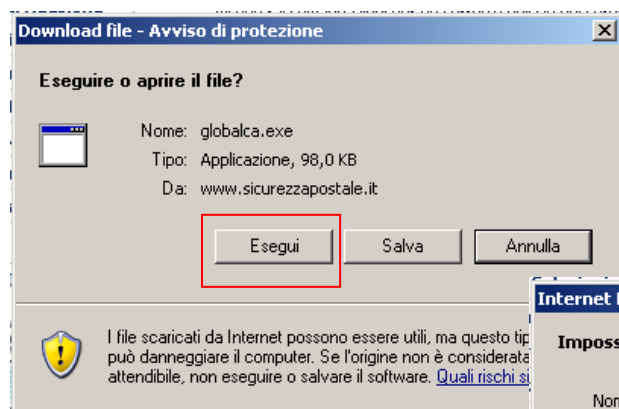 Download file - Avviso di protezione
Eseguire o aprire il file?
Nome: globalca.exe
Tipo: Applicazione, 98,0 KB
Da: www.sicurezzapostale.it
Esegui Salva Annulla
Internet
I file scaricati da Internet possono essere utili, ma questo tip
può danneggiare il computer. Se l'origine non è considerata
attendibile, non eseguire o salvare il software. Quali rischi si
Imposs
Nom